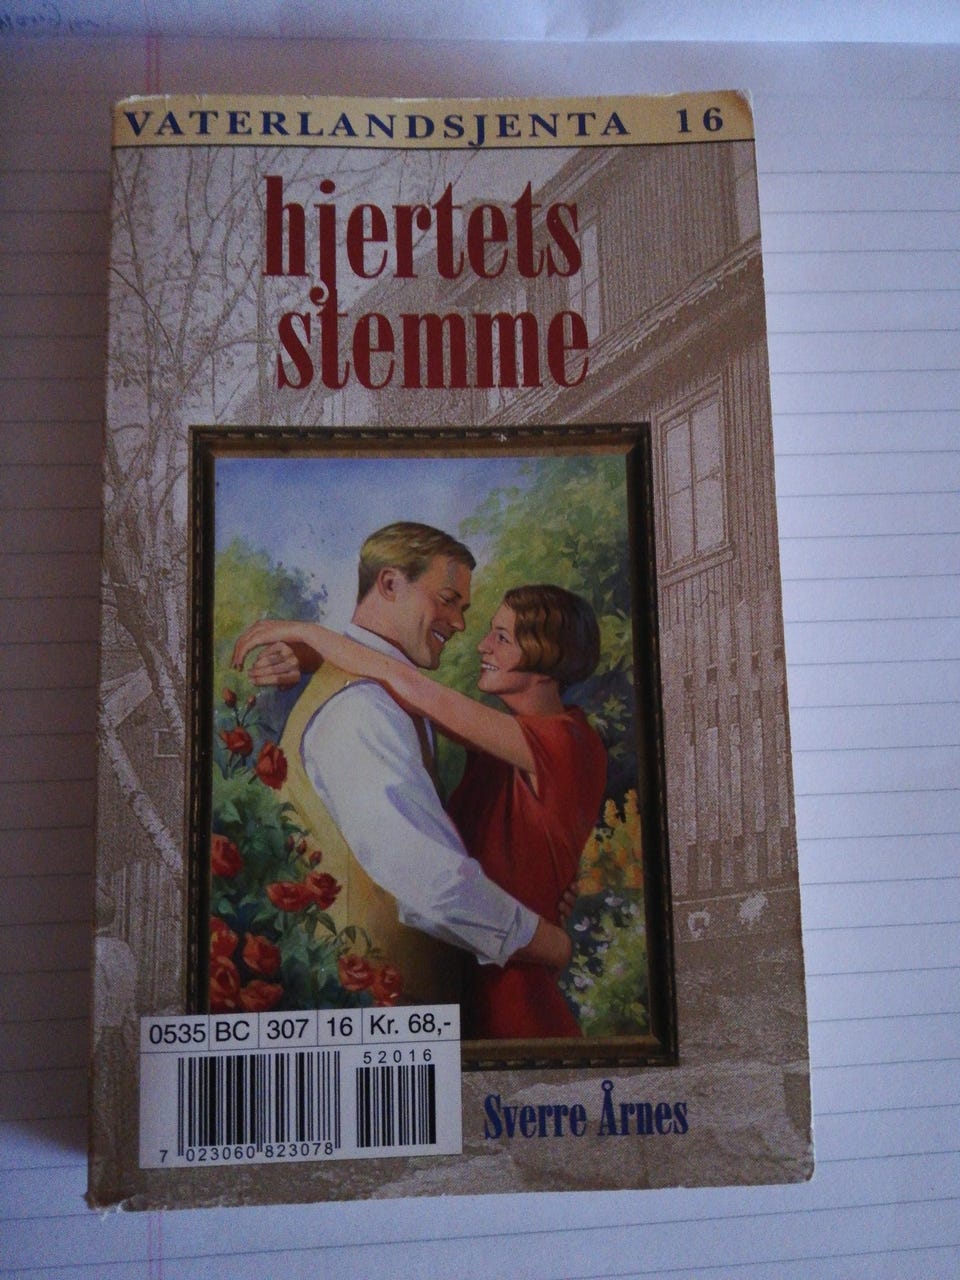 VATERLANDSJENTA 16
hjertets
stemme
0535 BC 307 16 Kr. 68,-
52016
7 023060 823078
Sverre Årnes